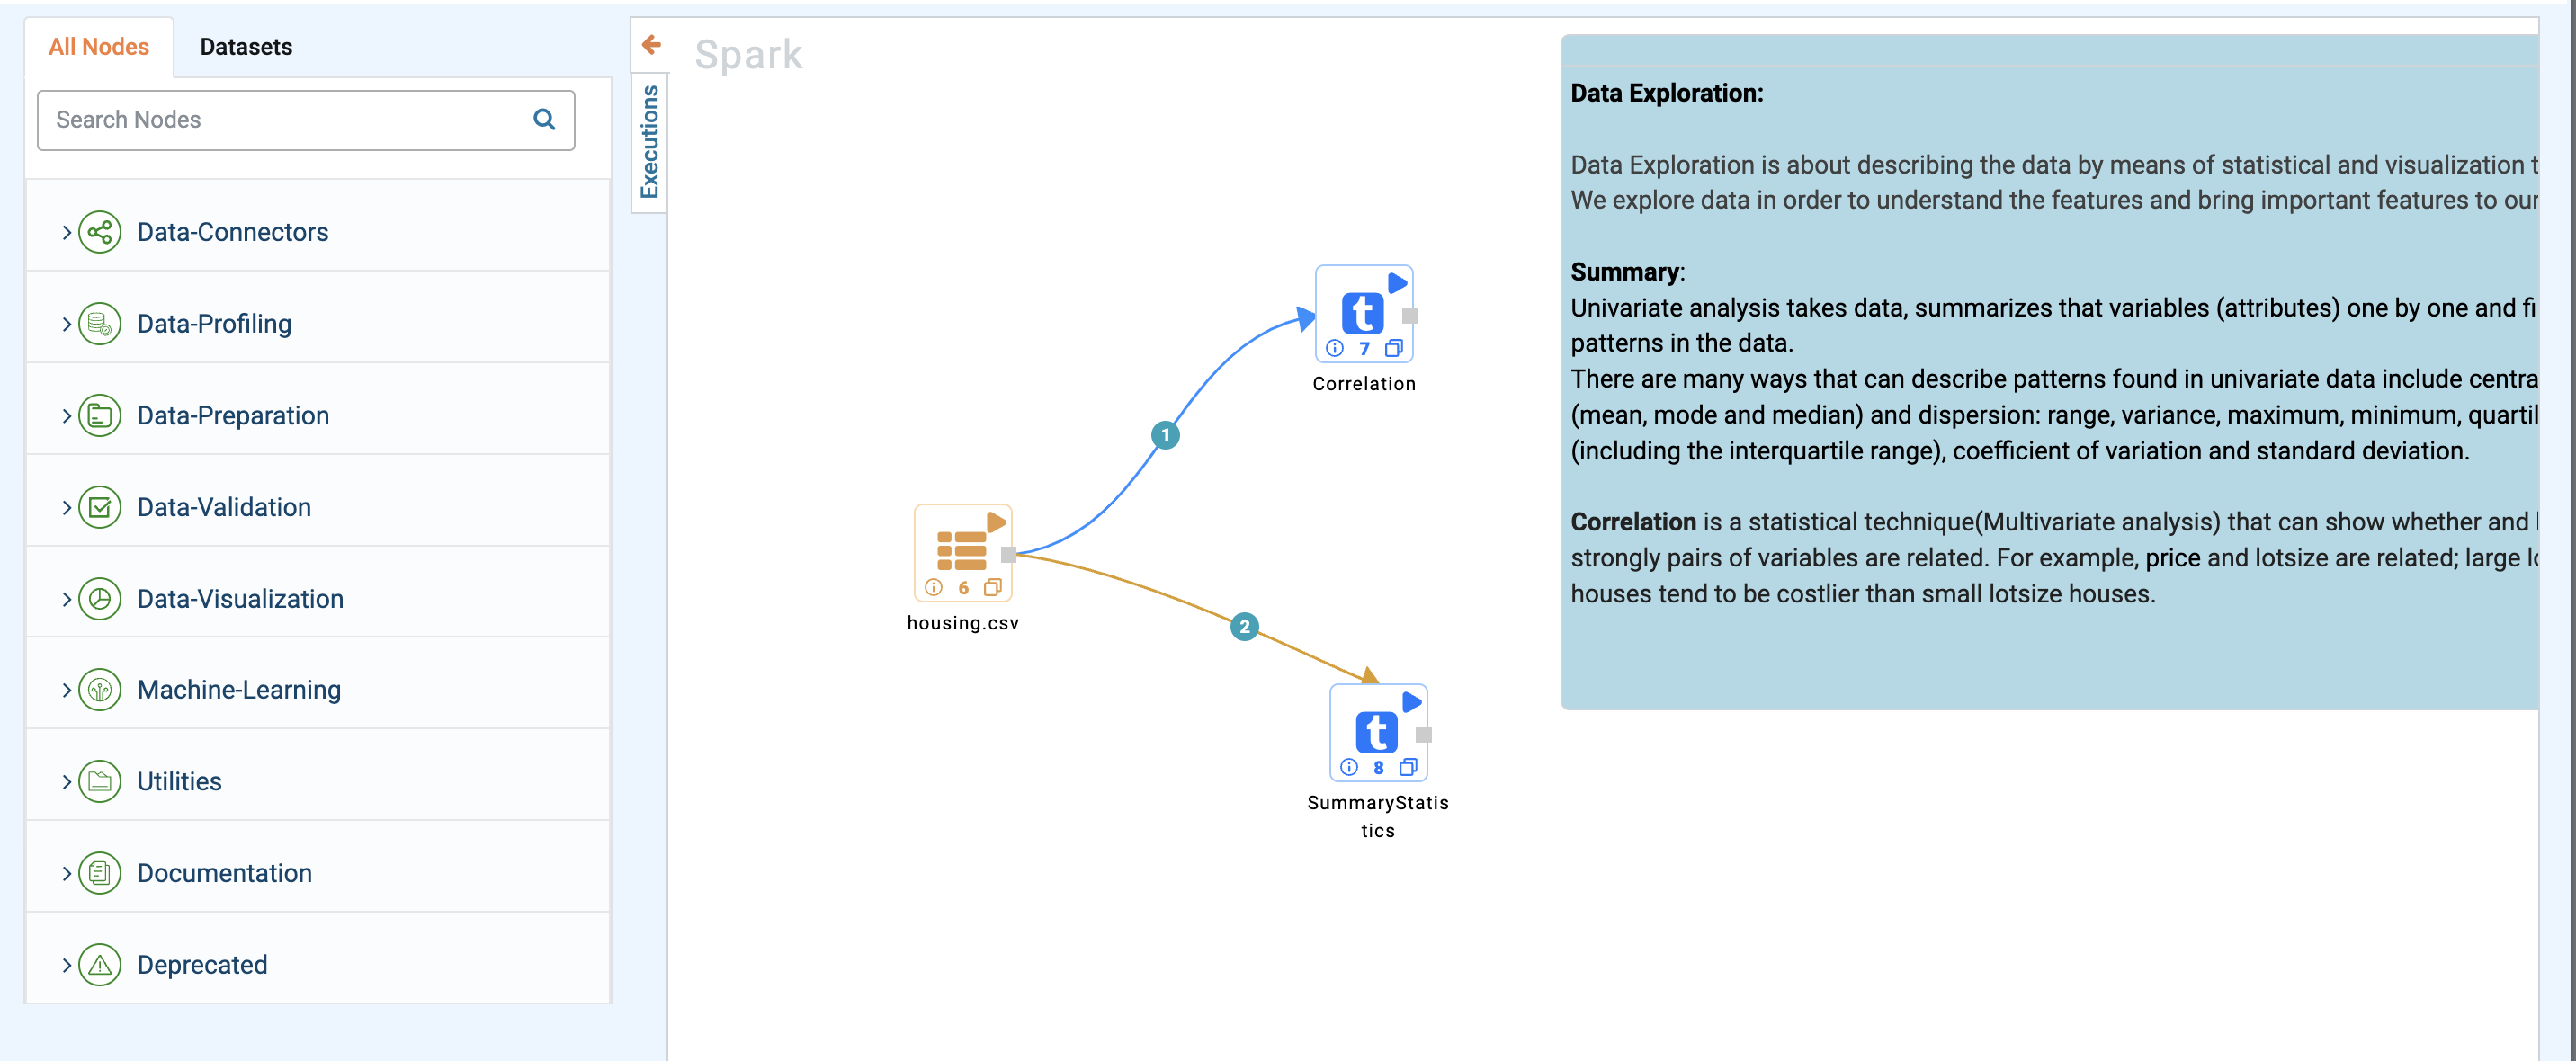 All Nodes
Datasets
Search Nodes
Data-Connectors
Data-Profiling
Data-Preparation
Data-Validation
Data-Visualization
Machine-Learning
Utilities
Documentation
Deprecated
Executions
Spark
1
2
6
housing.csv
t
7
Correlation
t
8
SummaryStatis
tics
Data Exploration:
Data Exploration is about describing the data by means of statistical and visualization
We explore data in order to understand the features and bring important features to our
Summary:
Univariate analysis takes data, summarizes that variables (attributes) one by one and
patterns in the data.
There are many ways that can describe patterns found in univariate data include
(mean, mode and median) and dispersion: range, variance, maximum, minimum,
(including the interquartile range), coefficient of variation and standard deviation.
Correlation is a statistical technique(Multivariate analysis) that can show whether and
strongly pairs of variables are related. For example, price and lotsize are related; large
houses tend to be costlier than small lotsize houses.